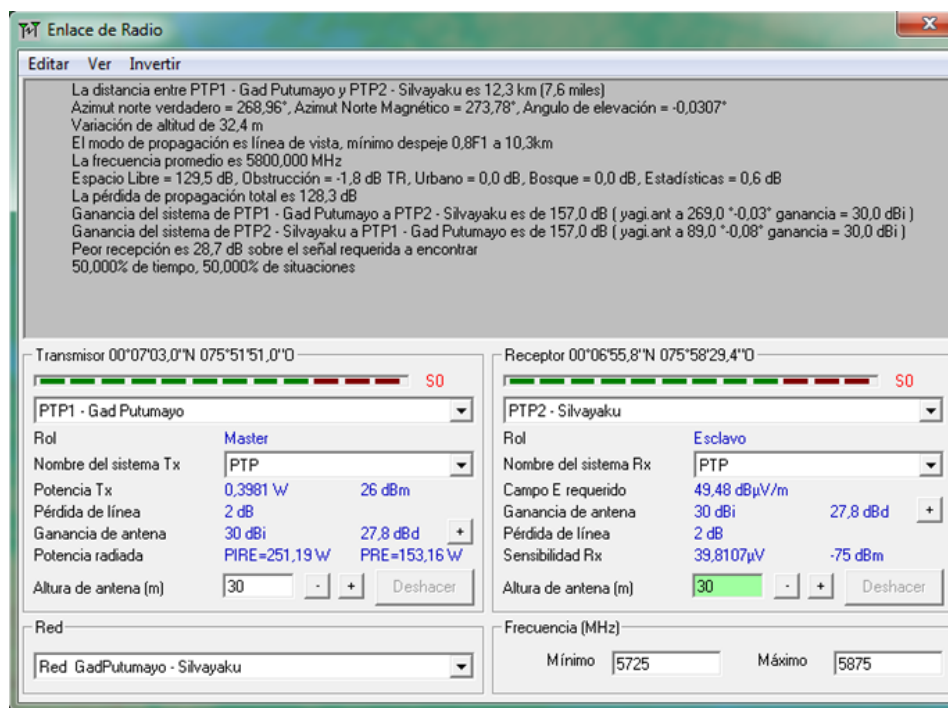 Enlace de Radio
Editar Ver Invertir
La distancia entre PTP1 - Gad Putumayo y PTP2 - Silvayaku es 12,3 km (7,6 miles)
Azimut norte verdadero = 268,96°, Azimut Norte Magnético = 273,78°, Angulo de elevación = -0,0307°
Variación de altitud de 32,4 m
El modo de propagación es línea de vista, mínimo despeje 0,8F1 a 10,3km
La frecuencia promedio es 5800,000 MHz
Espacio Libre = 129,5 dB, Obstrucción = -1,8 dB TR, Urbano = 0,0 dB, Bosque = 0,0 dB, Estadísticas = 0,6 dB
La pérdida de propagación total es 128,3 dB
Ganancia del sistema de PTP1 - Gad Putumayo a PTP2 - Silvayaku es de 157,0 dB ( yagi.ant a 269,0 °-0,03° ganancia = 30,0 dBi )
Ganancia del sistema de PTP2 - Silvayaku a PTP1 - Gad Putumayo es de 157,0 dB ( yagi.ant a 89,0 °-0,08° ganancia = 30,0 dBi )
Peor recepción es 28,7 dB sobre el señal requerida a encontrar
50,000% de tiempo, 50,000% de situaciones
Transmisor 00°07'03,0"N 075°51'51,0"O
S0
PTP1 - Gad Putumayo
Rol Master
Nombre del sistema Tx PTP
Potencia Tx 0,3981 W 26 dBm
Pérdida de línea 2 dB
Ganancia de antena 30 dBi 27,8 dBd +
Potencia radiada PIRE=251,19 W PRE=153,16 W
Altura de antena (m) 30 - + Deshacer
Red
Red GadPutumayo - Silvayaku
Receptor 00°06'55,8"N 075°58'29,4"O
S0
PTP2 - Silvayaku
Rol Esclavo
Nombre del sistema Rx PTP
Campo E requerido 49,48 dBµV/m
Ganancia de antena 30 dBi 27,8 dBd +
Pérdida de línea 2 dB
Sensibilidad Rx 39,8107µV -75 dBm
Altura de antena (m) 30 - + Deshacer
Frecuencia (MHz)
Mínimo 5725 Máximo 5875